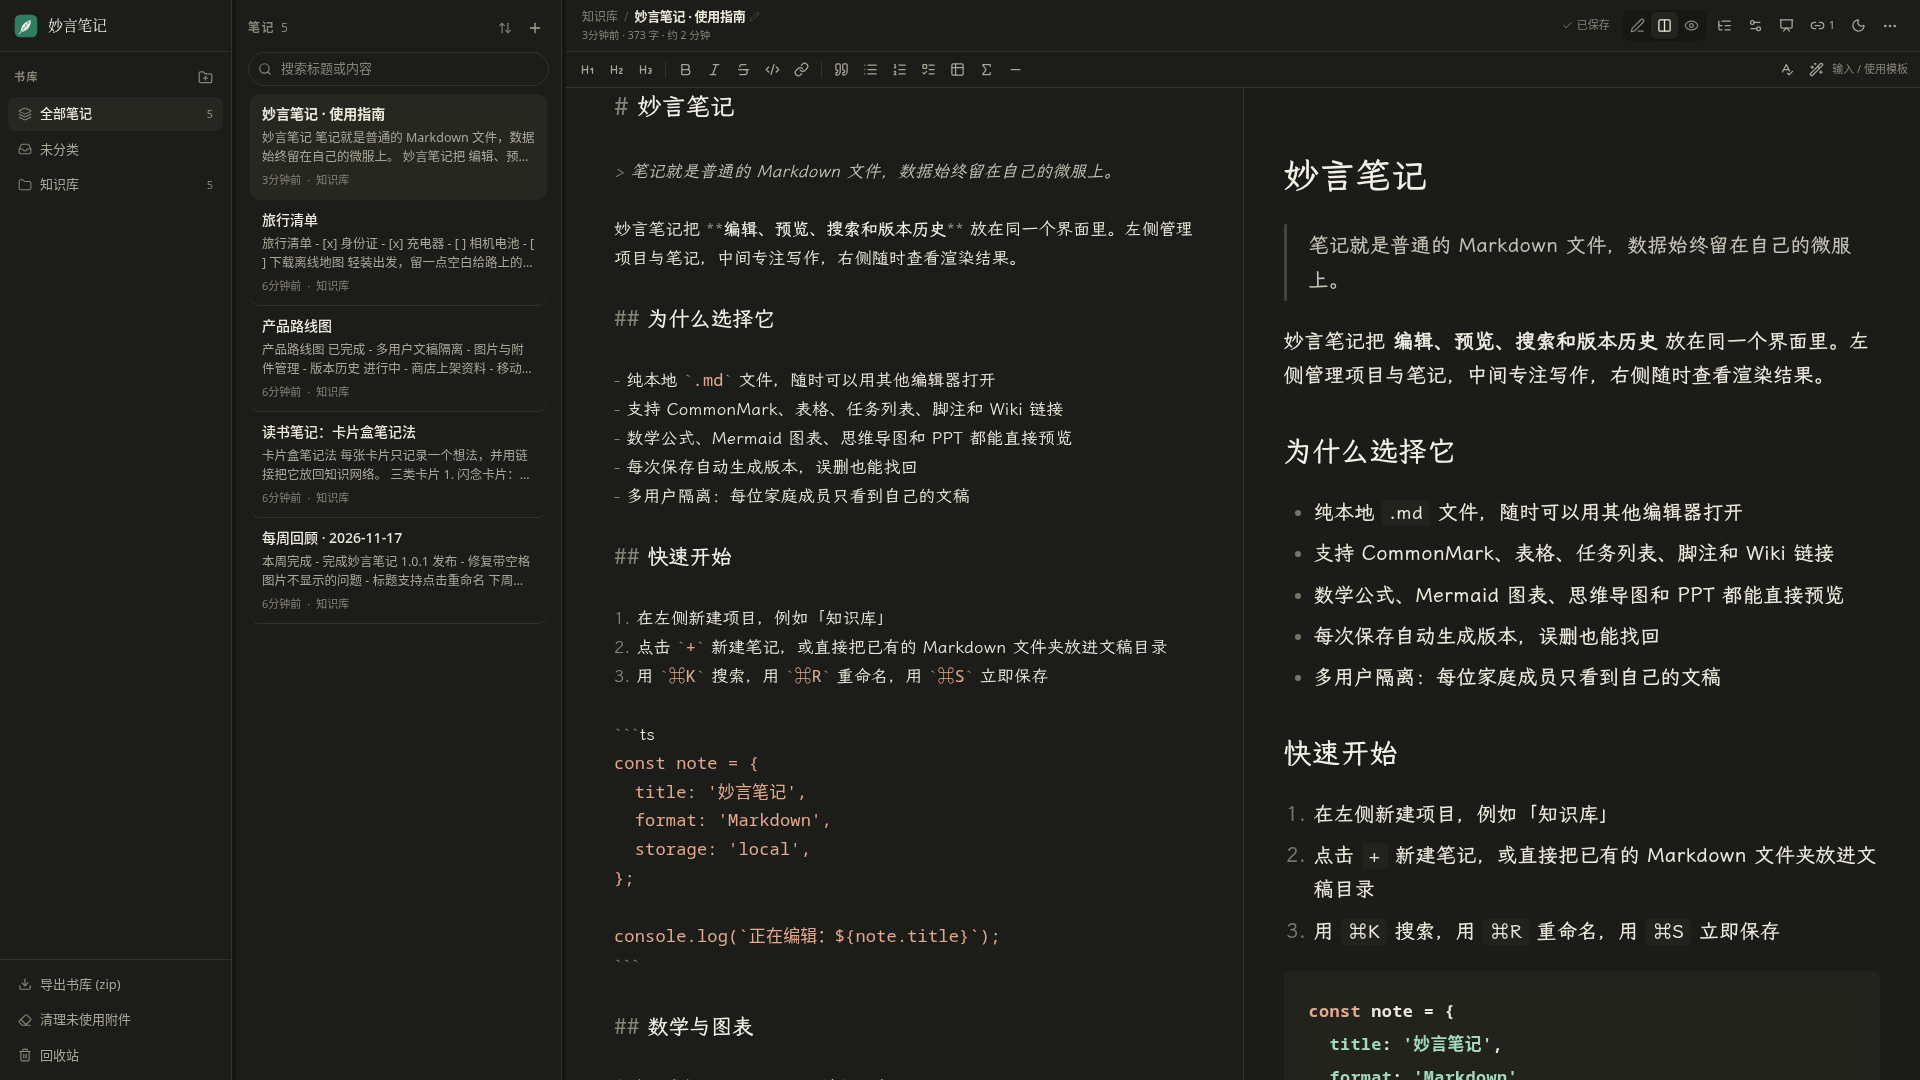 妙言笔记
书库
全部笔记 5
未分类
知识库 5
导出书库 (zip)
清理未使用附件
回收站
笔记 5
搜索标题或内容
妙言笔记 · 使用指南
妙言笔记 笔记就是普通的 Markdown 文件，数据
始终留在自己的微服上。 妙言笔记把 编辑、预...
3分钟前 · 知识库
旅行清单
旅行清单 - [x] 身份证 - [x] 充电器 - [ ] 相机电池 - [
] 下载离线地图 轻装出发，留一点空白给路上的...
6分钟前 · 知识库
产品路线图
产品路线图 已完成 - 多用户文稿隔离 - 图片与附
件管理 - 版本历史 进行中 - 商店上架资料 - 移动...
6分钟前 · 知识库
读书笔记：卡片盒笔记法
卡片盒笔记法 每张卡片只记录一个想法，并用链
接把它放回知识网络。 三类卡片 1. 闪念卡片：...
6分钟前 · 知识库
每周回顾 · 2026-11-17
本周完成 - 完成妙言笔记 1.0.1 发布 - 修复带空格
图片不显示的问题 - 标题支持点击重命名 下周...
6分钟前 · 知识库
知识库 / 妙言笔记 · 使用指南
3分钟前 · 373 字 · 约 2 分钟
已保存
1
H1 H2 H3 B I S
输入 / 使用模板
# 妙言笔记
> 笔记就是普通的 Markdown 文件，数据始终留在自己的微服上。
妙言笔记把 **编辑、预览、搜索和版本历史** 放在同一个界面里。左侧管理
项目与笔记，中间专注写作，右侧随时查看渲染结果。
## 为什么选择它
- 纯本地 `.md` 文件，随时可以用其他编辑器打开
- 支持 CommonMark、表格、任务列表、脚注和 Wiki 链接
- 数学公式、Mermaid 图表、思维导图和 PPT 都能直接预览
- 每次保存自动生成版本，误删也能找回
- 多用户隔离：每位家庭成员只看到自己的文稿
## 快速开始
1. 在左侧新建项目，例如「知识库」
2. 点击 `+` 新建笔记，或直接把已有的 Markdown 文件夹放进文稿目录
3. 用 `⌘K` 搜索，用 `⌘R` 重命名，用 `⌘S` 立即保存
```ts
const note = {
  title: '妙言笔记',
  format: 'Markdown',
  storage: 'local',
};
console.log(`正在编辑：${note.title}`);
```
## 数学与图表
妙言笔记
笔记就是普通的 Markdown 文件，数据始终留在自己的微服
上。
妙言笔记把 编辑、预览、搜索和版本历史 放在同一个界面里。左
侧管理项目与笔记，中间专注写作，右侧随时查看渲染结果。
为什么选择它
• 纯本地 .md 文件，随时可以用其他编辑器打开
• 支持 CommonMark、表格、任务列表、脚注和 Wiki 链接
• 数学公式、Mermaid 图表、思维导图和 PPT 都能直接预览
• 每次保存自动生成版本，误删也能找回
• 多用户隔离：每位家庭成员只看到自己的文稿
快速开始
1. 在左侧新建项目，例如「知识库」
2. 点击 + 新建笔记，或直接把已有的 Markdown 文件夹放进文
稿目录
3. 用 ⌘K 搜索，用 ⌘R 重命名，用 ⌘S 立即保存
const note = {
  title: '妙言笔记',
  format: 'Markdown'